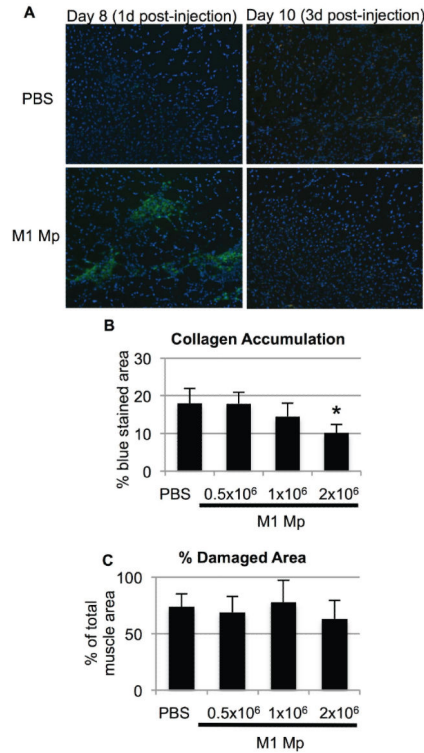 A
Day 8 (1d post-injection) Day 10 (3d post-injection)
PBS
M1 Mp
B
Collagen Accumulation
% blue stained area
30
20
10
0
*
PBS 0.5x10⁶ 1x10⁶ 2x10⁶
M1 Mp
C
% Damaged Area
% of total
muscle area
100
50
0
PBS 0.5x10⁶ 1x10⁶ 2x10⁶
M1 Mp